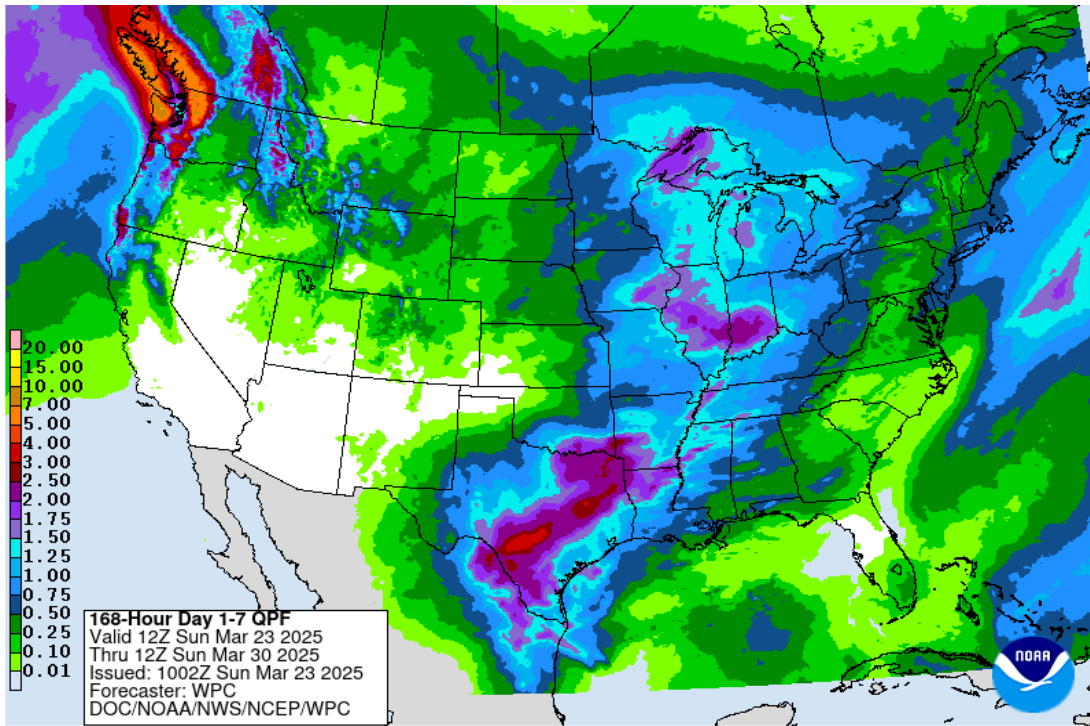 20.00
15.00
10.00
7.00
5.00
4.00
3.00
2.50
2.00
1.75
1.50
1.25
1.00
0.75
0.50
0.25
0.10
0.01
168-Hour Day 1-7 QPF
Valid 12Z Sun Mar 23 2025
Thru 12Z Sun Mar 30 2025
Issued: 1002Z Sun Mar 23 2025
Forecaster: WPC
DOC/NOAA/NWS/NCEP/WPC
NOAA